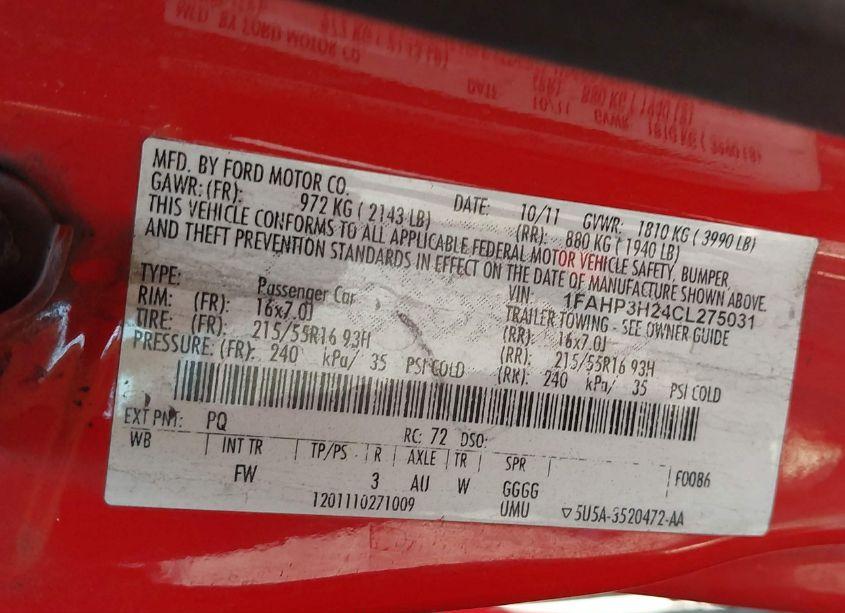 MFD. BY FORD MOTOR CO.
DATE: 10/11 GVWR: 1810 KG ( 3990 LB)
GAWR: (FR): 972 KG ( 2143 LB) (RR): 880 KG ( 1940 LB)
THIS VEHICLE CONFORMS TO ALL APPLICABLE FEDERAL MOTOR VEHICLE SAFETY, BUMPER,
AND THEFT PREVENTION STANDARDS IN EFFECT ON THE DATE OF MANUFACTURE SHOWN ABOVE.
VIN: 1FAHP3H24CL275031
TYPE: Passenger Car TRAILER TOWING - SEE OWNER GUIDE
RIM: (FR): 16x7.0J (RR): 16x7.0J
TIRE: (FR): 215/55R16 93H (RR): 215/55R16 93H
PRESSURE: (FR): 240 kPa/ 35 PSI COLD (RR): 240 kPa/ 35 PSI COLD
EXT PNT: PQ RC: 72 DSO:
WB INT TR TP/PS R AXLE TR SPR F0086
FW 3 AU W GGGG
1201110271009 UMU ▽5U5A-3520472-AA